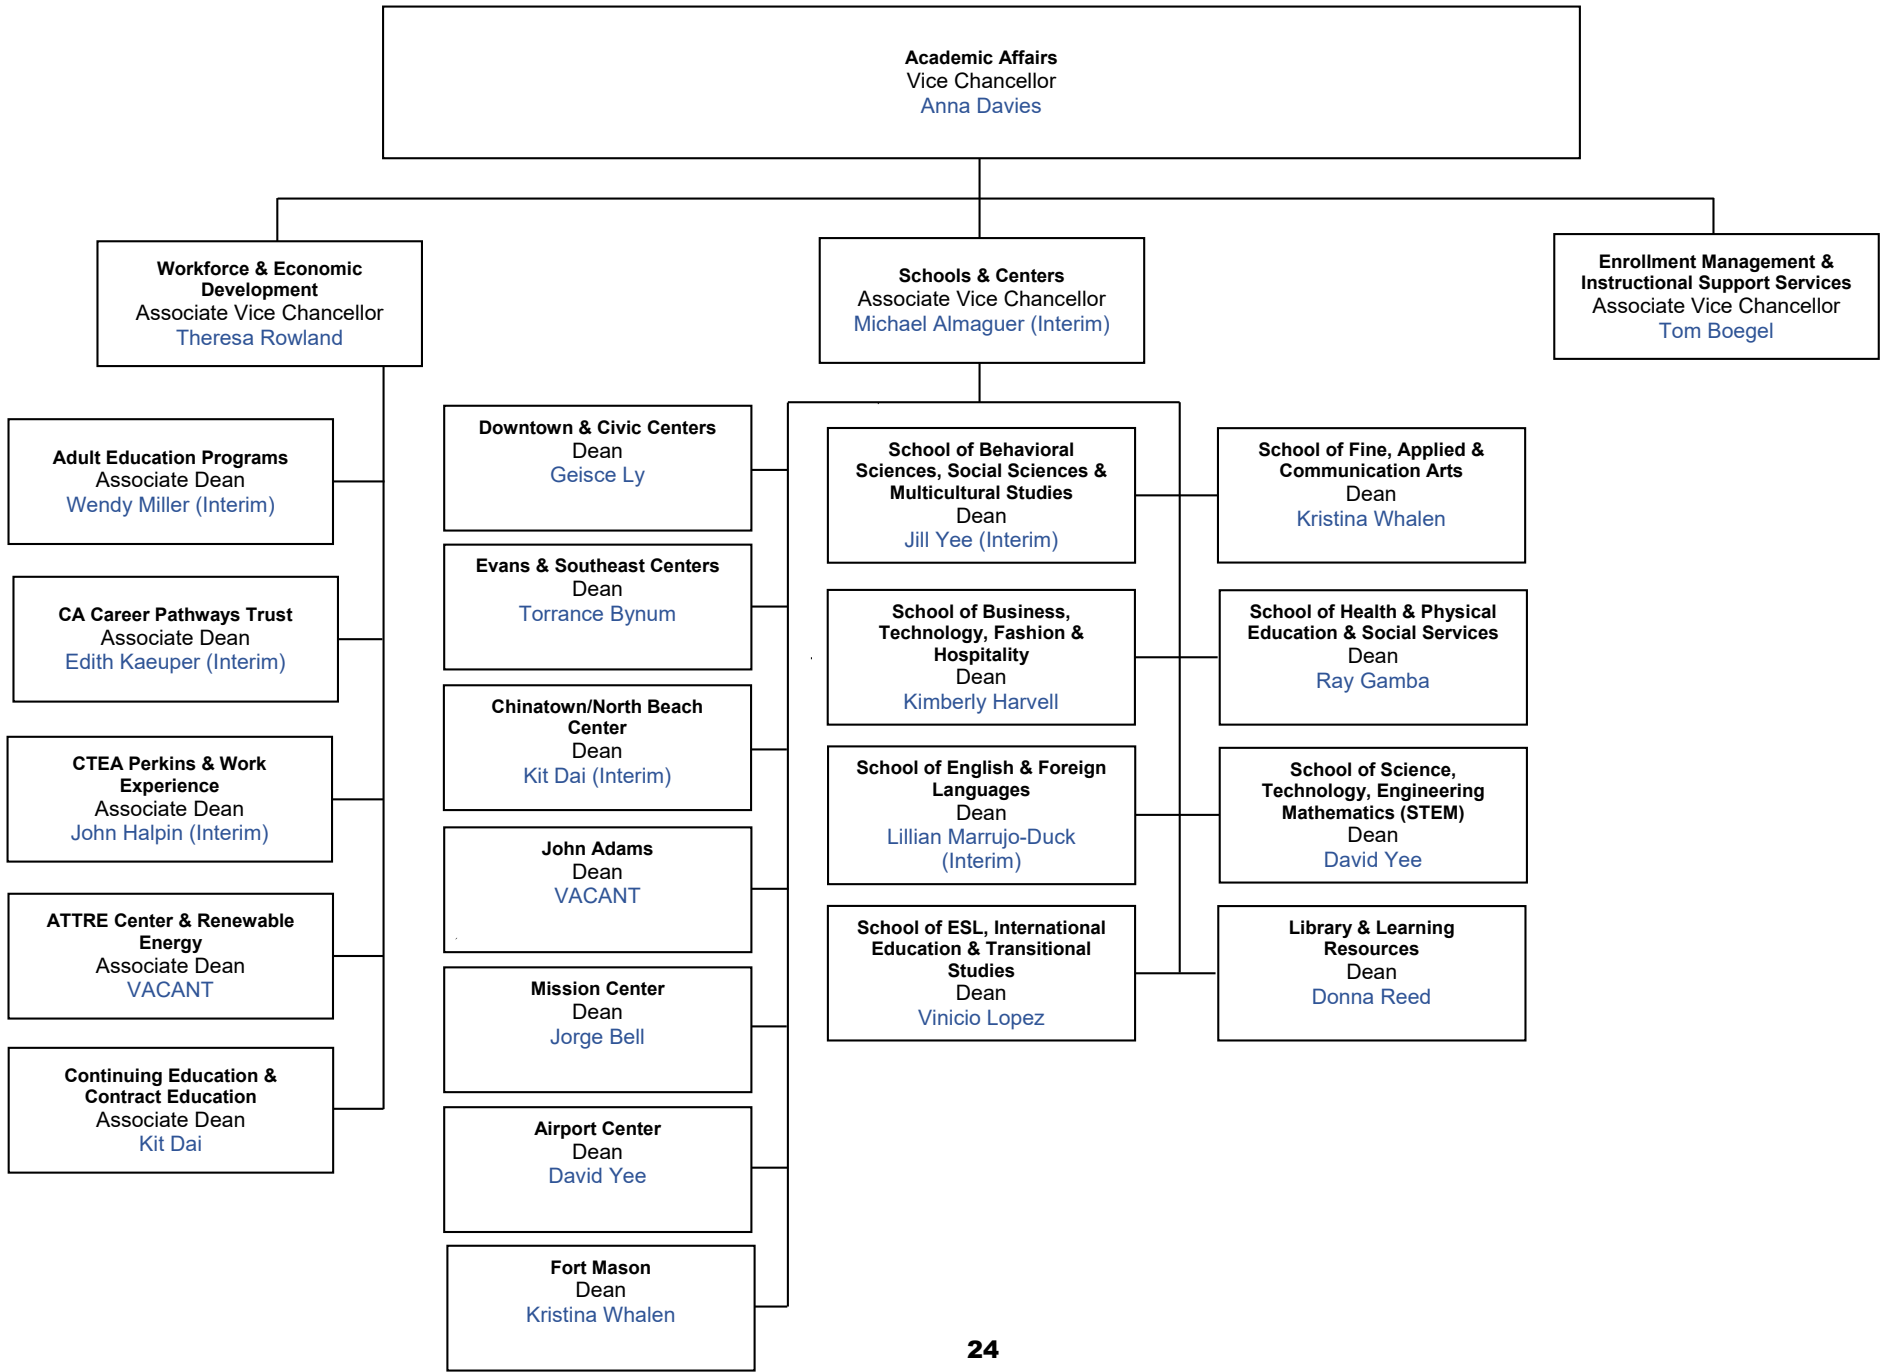 Academic Affairs
Vice Chancellor
Anna Davies
Workforce & Economic
Development
Associate Vice Chancellor
Theresa Rowland
Schools & Centers
Associate Vice Chancellor
Michael Almaguer (Interim)
Enrollment Management &
Instructional Support Services
Associate Vice Chancellor
Tom Boegel
Adult Education Programs
Associate Dean
Wendy Miller (Interim)
CA Career Pathways Trust
Associate Dean
Edith Kaeuper (Interim)
CTEA Perkins & Work
Experience
Associate Dean
John Halpin (Interim)
ATTRE Center & Renewable
Energy
Associate Dean
VACANT
Continuing Education &
Contract Education
Associate Dean
Kit Dai
Downtown & Civic Centers
Dean
Geisce Ly
Evans & Southeast Centers
Dean
Torrance Bynum
Chinatown/North Beach
Center
Dean
Kit Dai (Interim)
John Adams
Dean
VACANT
Mission Center
Dean
Jorge Bell
Airport Center
Dean
David Yee
Fort Mason
Dean
Kristina Whalen
School of Behavioral
Sciences, Social Sciences &
Multicultural Studies
Dean
Jill Yee (Interim)
School of Business,
Technology, Fashion &
Hospitality
Dean
Kimberly Harvell
School of English & Foreign
Languages
Dean
Lillian Marrujo-Duck
(Interim)
School of ESL, International
Education & Transitional
Studies
Dean
Vinicio Lopez
School of Fine, Applied &
Communication Arts
Dean
Kristina Whalen
School of Health & Physical
Education & Social Services
Dean
Ray Gamba
School of Science,
Technology, Engineering
Mathematics (STEM)
Dean
David Yee
Library & Learning
Resources
Dean
Donna Reed
24